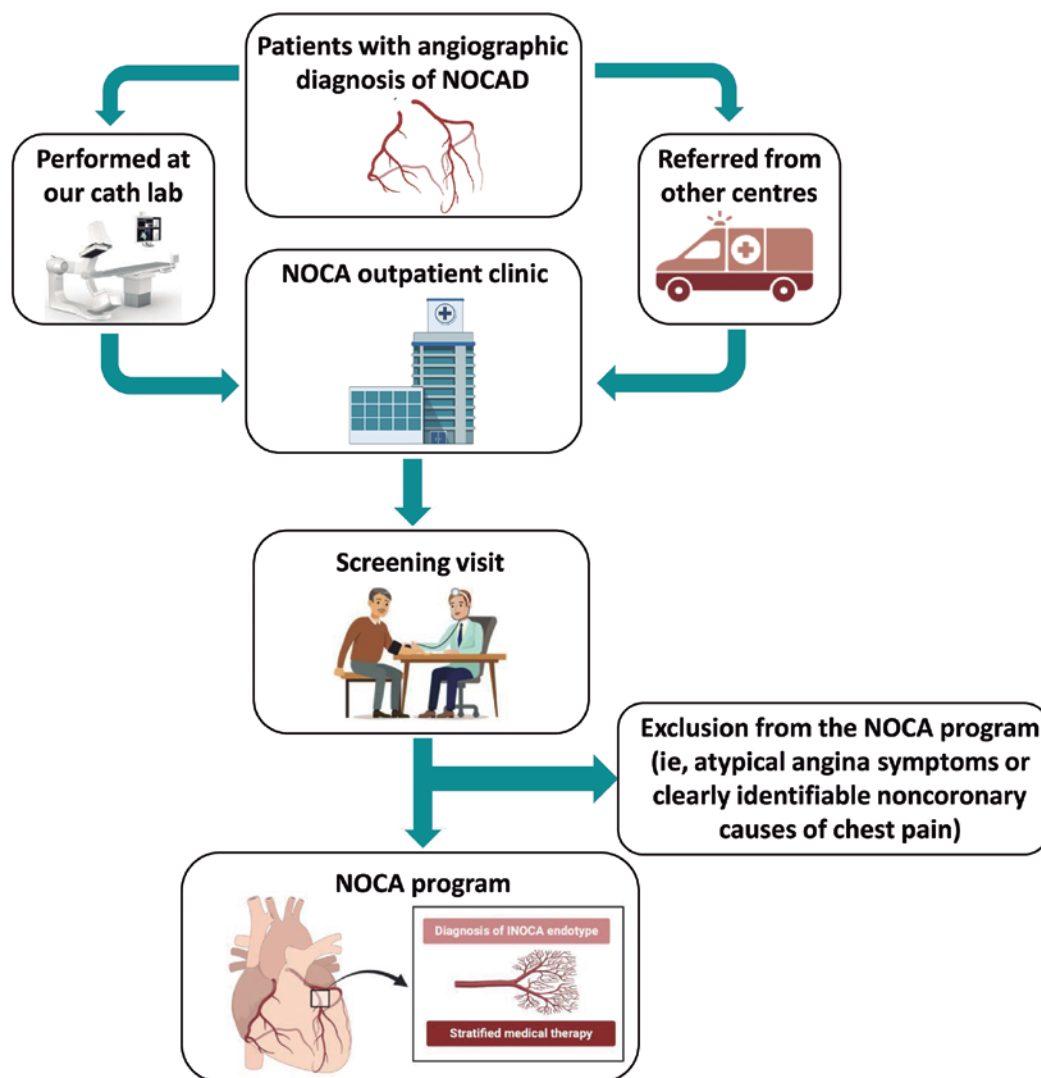 Patients with angiographic
diagnosis of NOCAD
Performed at
our cath lab
Referred from
other centres
NOCA outpatient clinic
Screening visit
Exclusion from the NOCA program
(ie, atypical angina symptoms or
clearly identifiable noncoronary
causes of chest pain)
NOCA program
Diagnosis of INOCA endotype
Stratified medical therapy